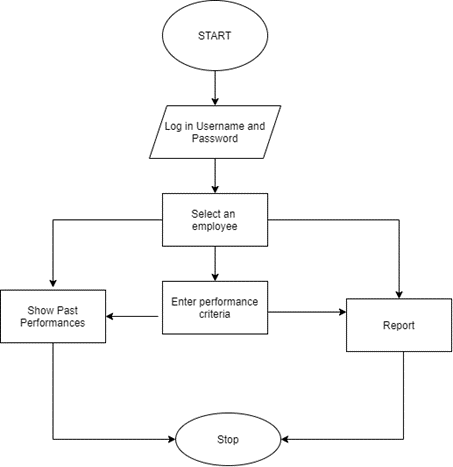 START
Log in Username and
Password
Select an
employee
Enter performance
criteria
Show Past
Performances
Report
Stop